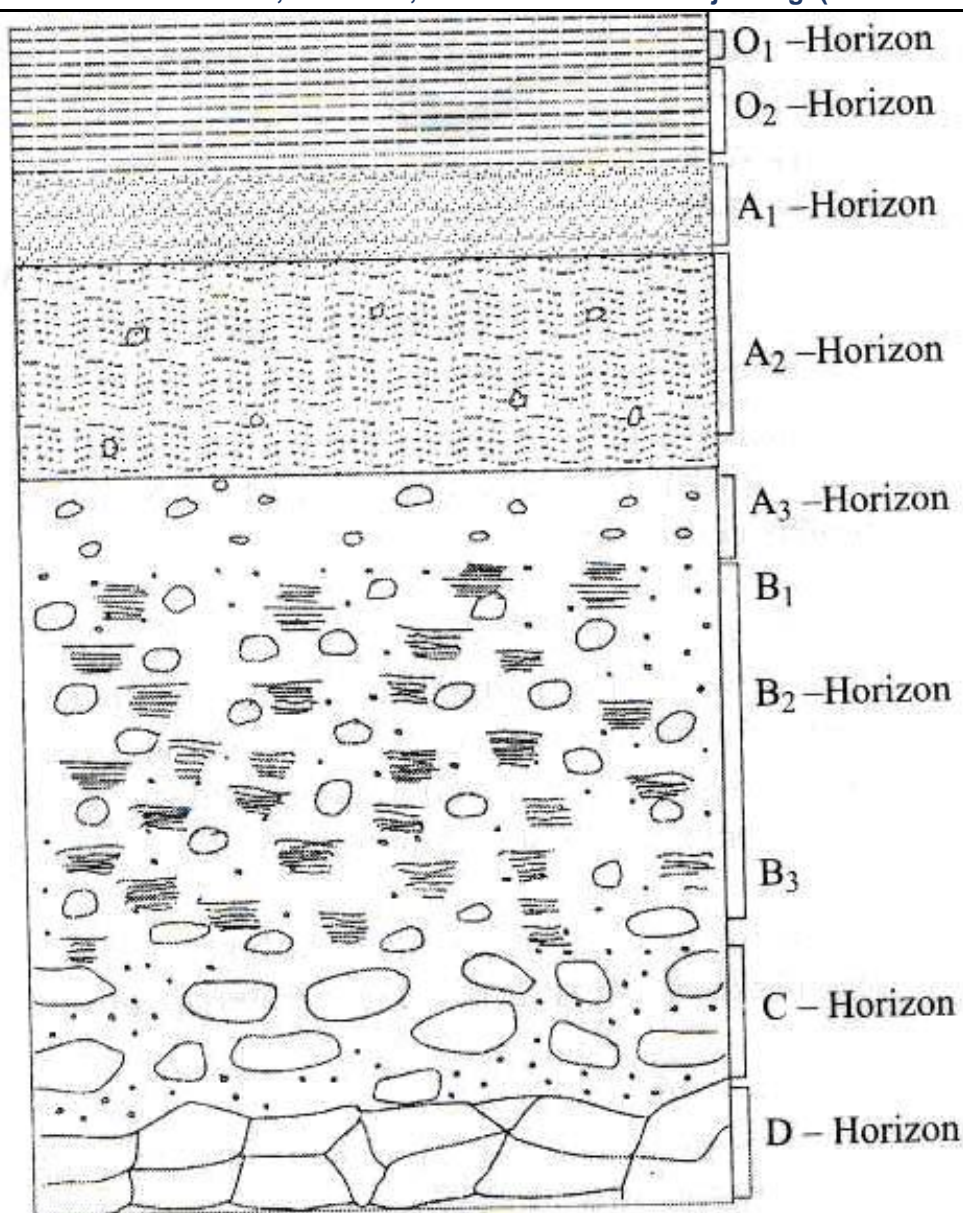 O₁ –Horizon
O₂ –Horizon
A₁ –Horizon
A₂ –Horizon
A₃ –Horizon
B₁
B₂ –Horizon
B₃
C – Horizon
D – Horizon